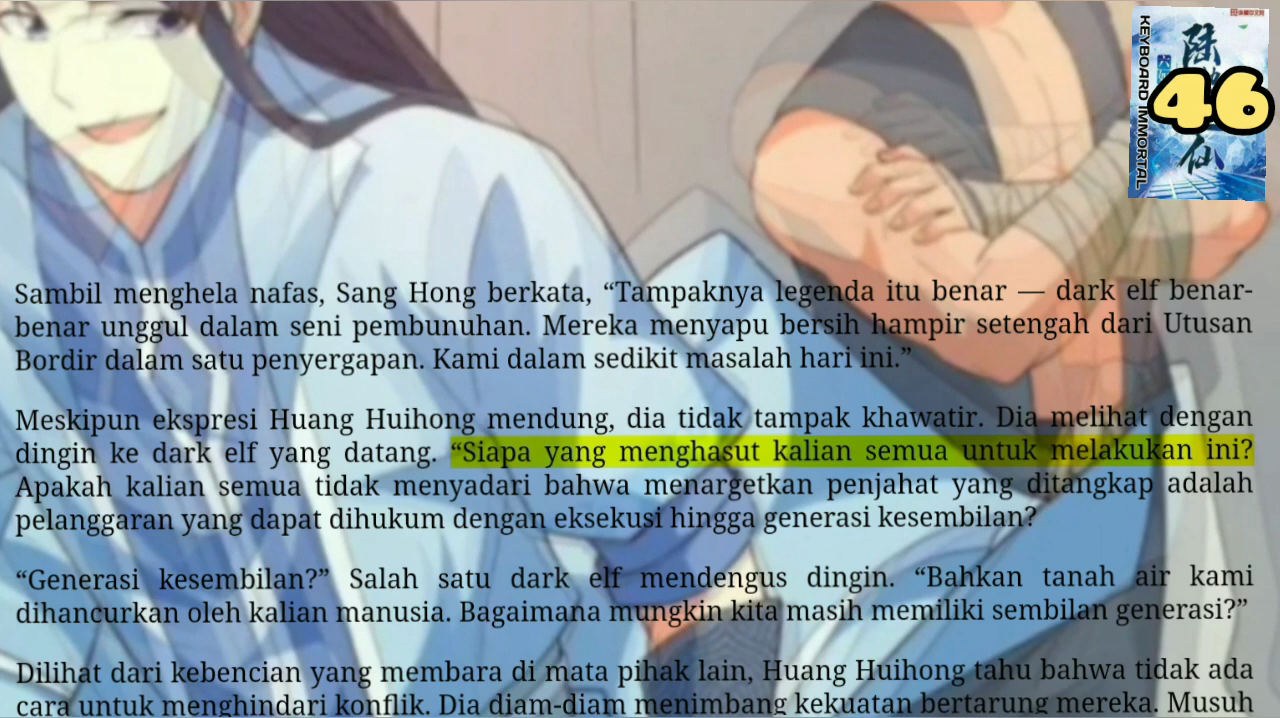 KEYBOARD IMMORTAL
46
Sambil menghela nafas, Sang Hong berkata, “Tampaknya legenda itu benar — dark elf benar-
benar unggul dalam seni pembunuhan. Mereka menyapu bersih hampir setengah dari Utusan
Bordir dalam satu penyergapan. Kami dalam sedikit masalah hari ini.”
Meskipun ekspresi Huang Huihong mendung, dia tidak tampak khawatir. Dia melihat dengan
dingin ke dark elf yang datang. “Siapa yang menghasut kalian semua untuk melakukan ini?
Apakah kalian semua tidak menyadari bahwa menargetkan penjahat yang ditangkap adalah
pelanggaran yang dapat dihukum dengan eksekusi hingga generasi kesembilan?
“Generasi kesembilan?” Salah satu dark elf mendengus dingin. “Bahkan tanah air kami
dihancurkan oleh kalian manusia. Bagaimana mungkin kita masih memiliki sembilan generasi?”
Dilihat dari kebencian yang membara di mata pihak lain, Huang Huihong tahu bahwa tidak ada
cara untuk menghindari konflik. Dia diam-diam menimbang kekuatan bertarung mereka. Musuh